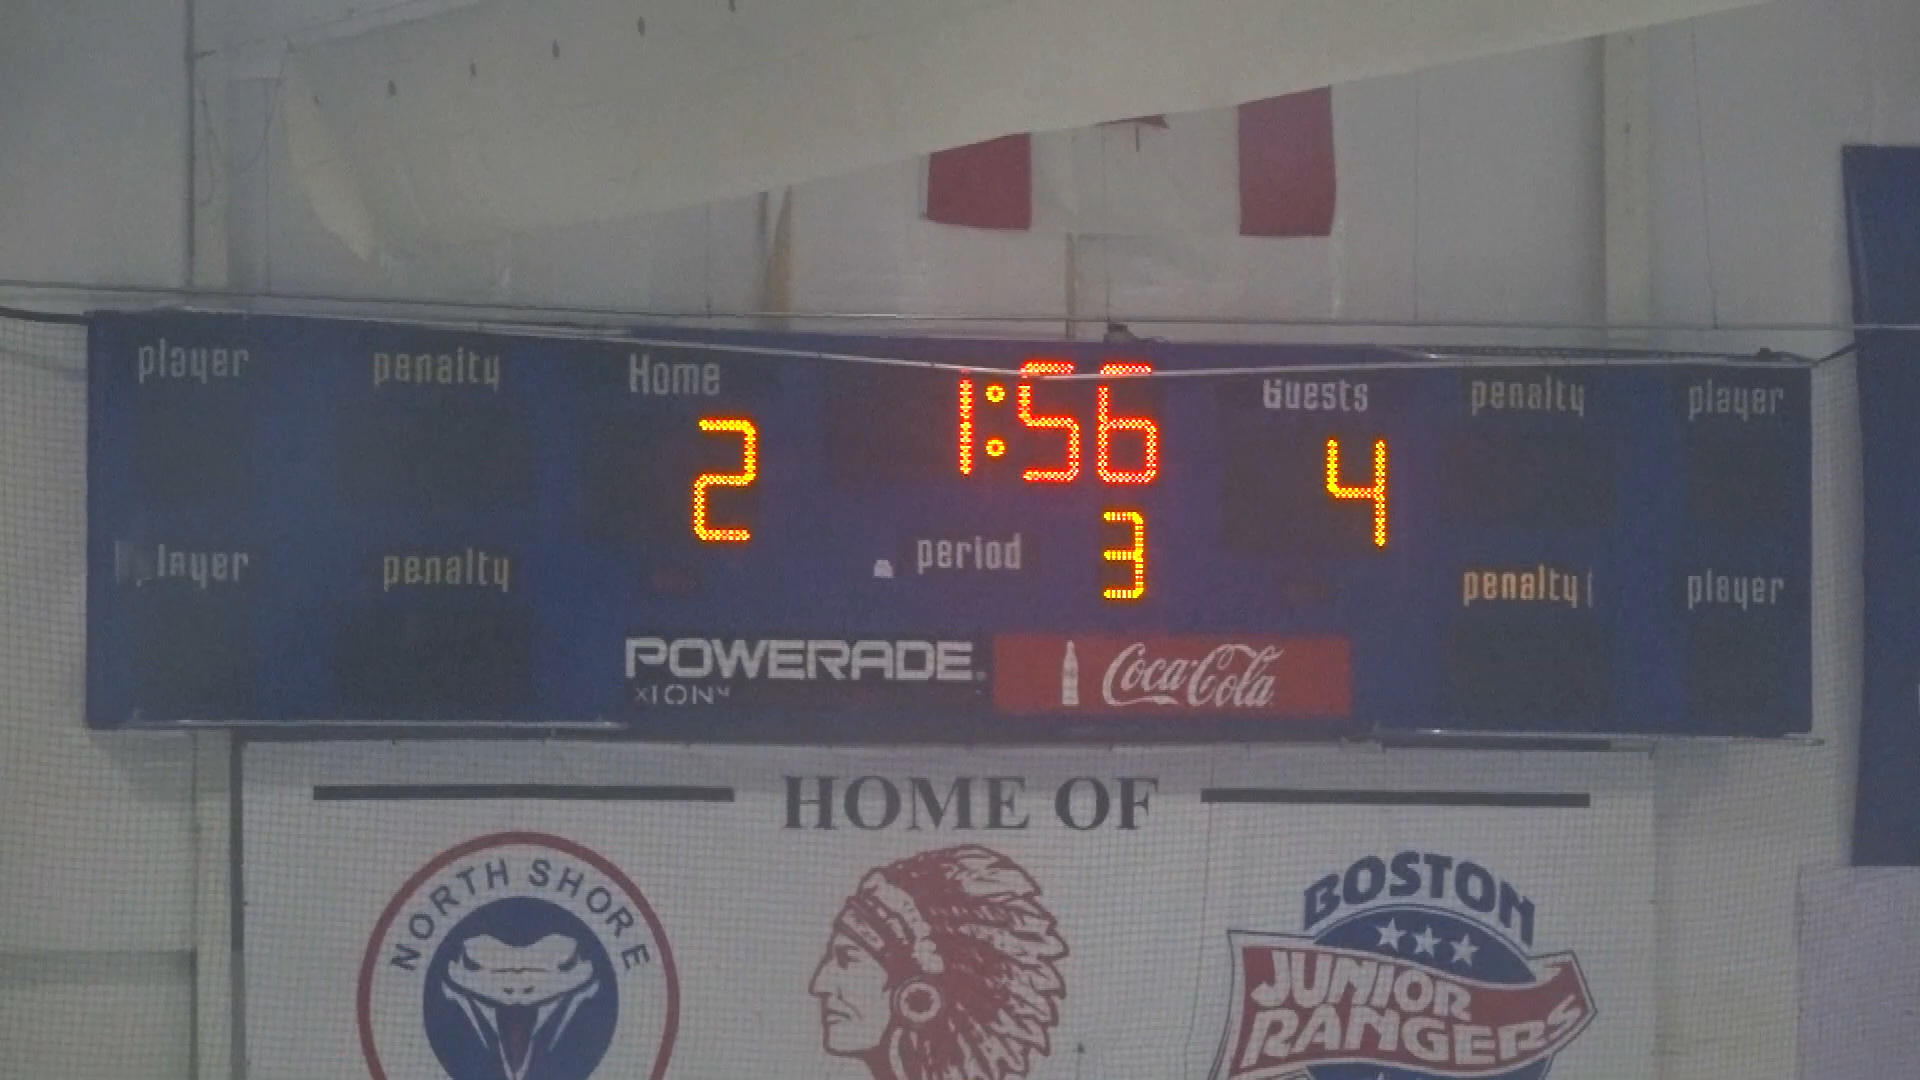 player penalty Home 1:56 Guests penalty player
2 4
layer penalty period 3 penalty player
POWERADE
ION4
Coca-Cola
HOME OF
NORTH SHORE
BOSTON
JUNIOR
RANGERS